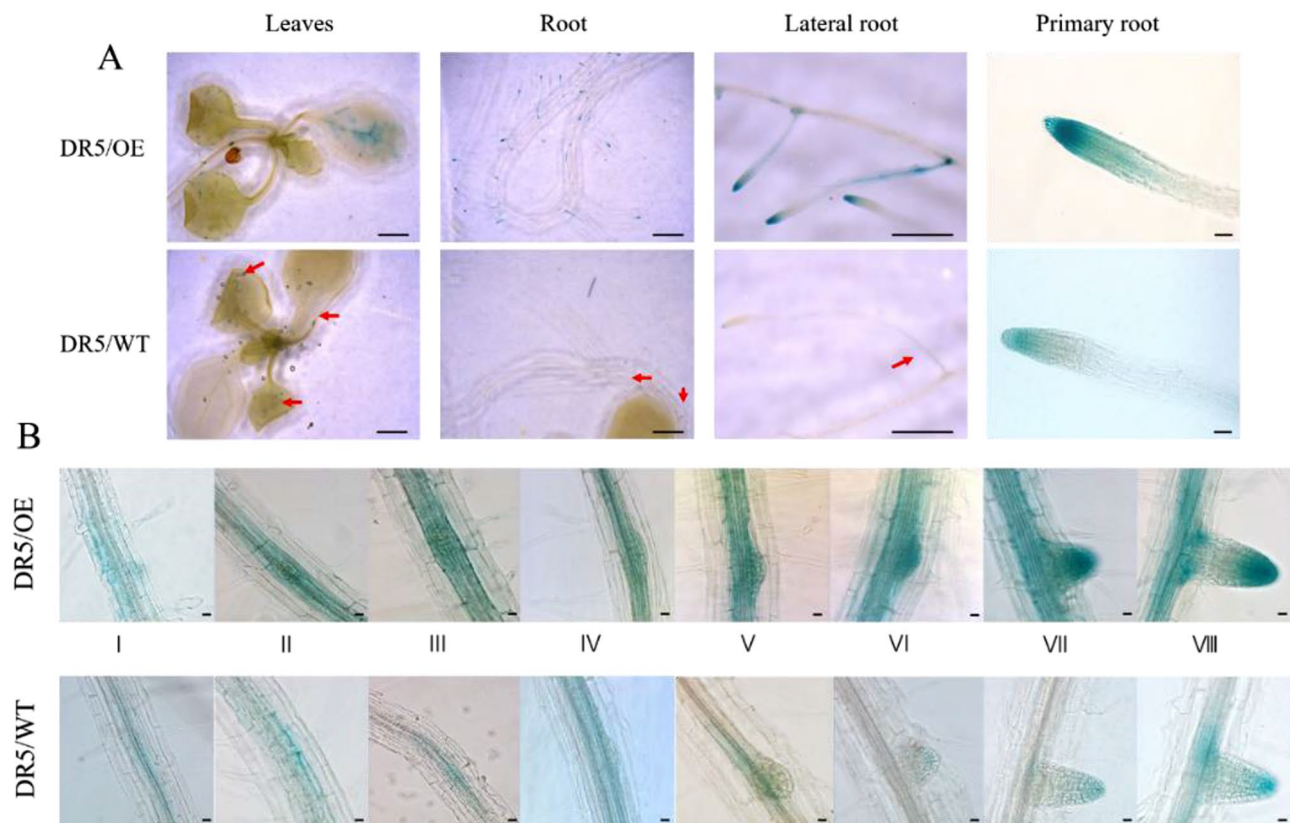 Leaves Root Lateral root Primary root
A
DR5/OE
DR5/WT
B
DR5/OE
I II III IV V VI VII VIII
DR5/WT